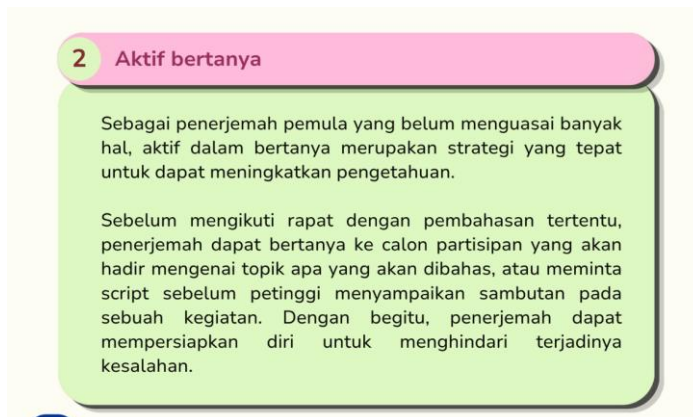 2 Aktif bertanya
Sebagai penerjemah pemula yang belum menguasai banyak
hal, aktif dalam bertanya merupakan strategi yang tepat
untuk dapat meningkatkan pengetahuan.
Sebelum mengikuti rapat dengan pembahasan tertentu,
penerjemah dapat bertanya ke calon partisipan yang akan
hadir mengenai topik apa yang akan dibahas, atau meminta
script sebelum petinggi menyampaikan sambutan pada
sebuah kegiatan. Dengan begitu, penerjemah dapat
mempersiapkan diri untuk menghindari terjadinya
kesalahan.